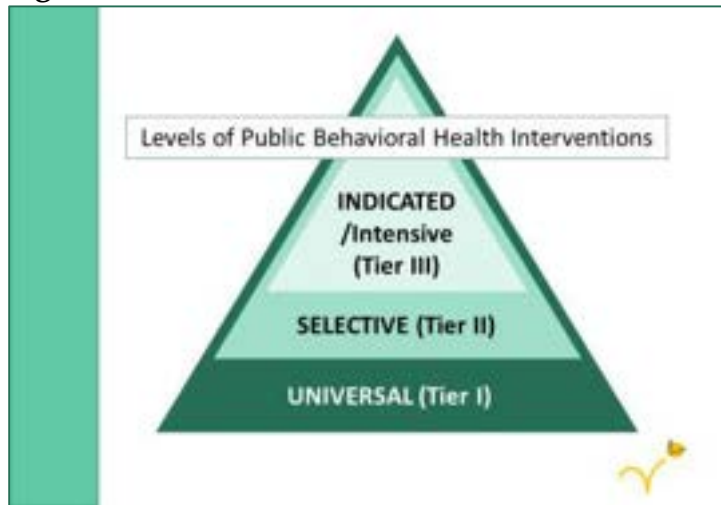 Levels of Public Behavioral Health Interventions
INDICATED
/Intensive
(Tier III)
SELECTIVE (Tier II)
UNIVERSAL (Tier I)